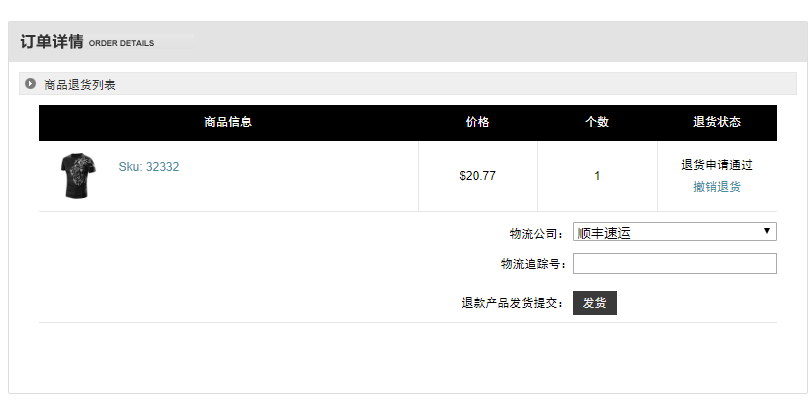 订单详情 ORDER DETAILS
商品退货列表
商品信息 价格 个数 退货状态
Sku: 32332 $20.77 1 退货申请通过
撤销退货
物流公司： 顺丰速运
物流追踪号：
退款产品发货提交： 发货